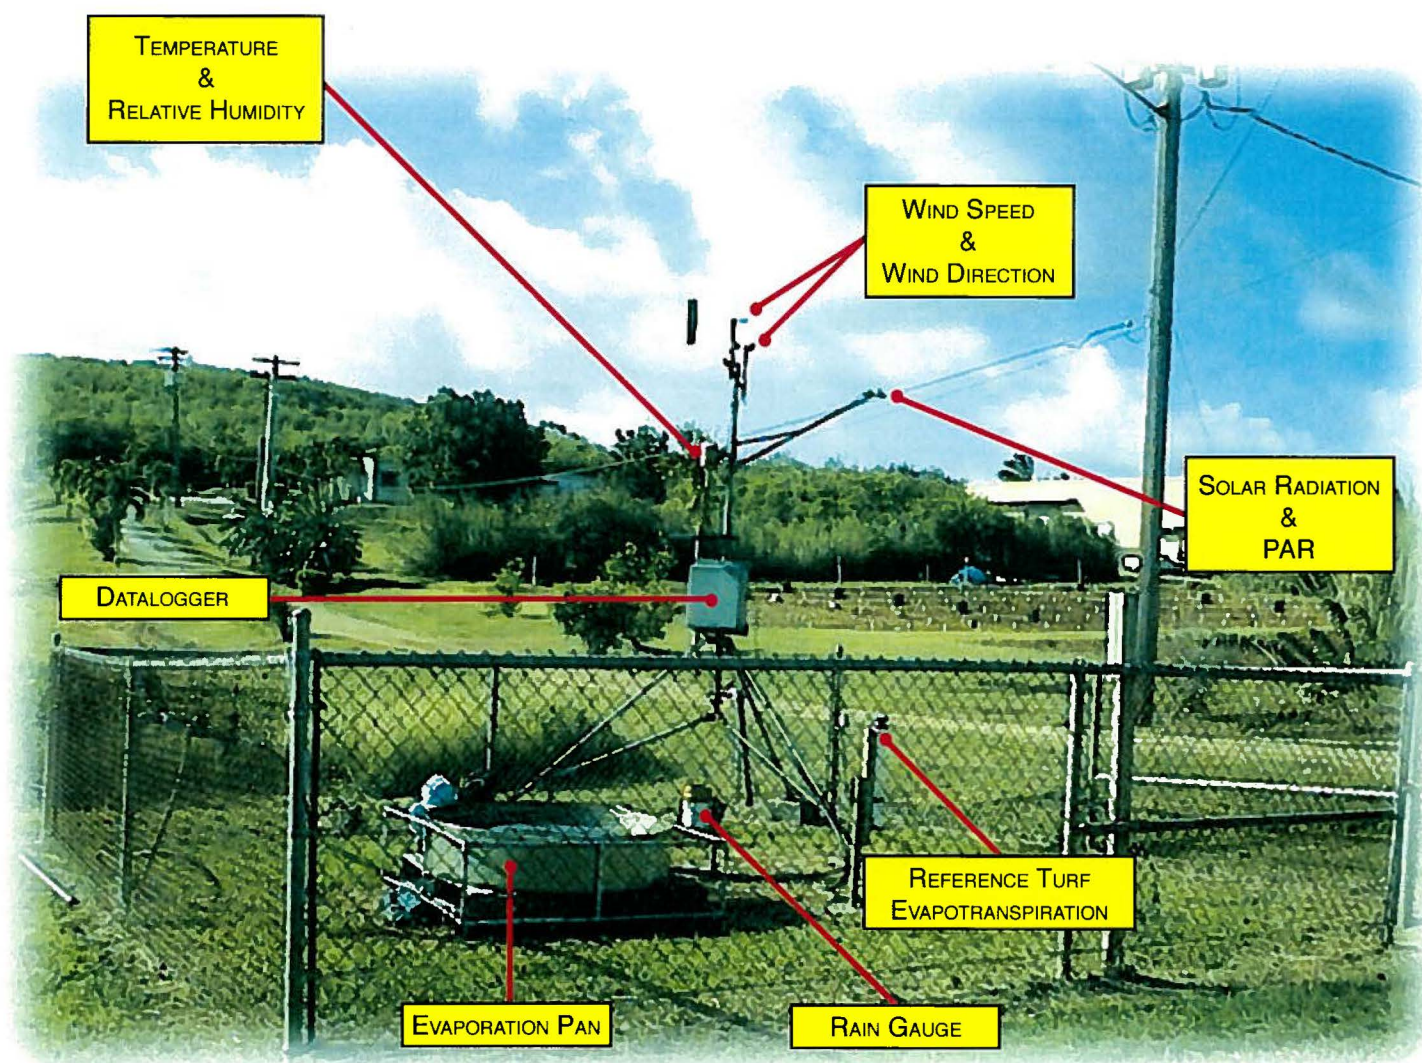 TEMPERATURE
&
RELATIVE HUMIDITY
WIND SPEED
&
WIND DIRECTION
SOLAR RADIATION
&
PAR
DATALOGGER
REFERENCE TURF
EVAPOTRANSPIRATION
EVAPORATION PAN
RAIN GAUGE